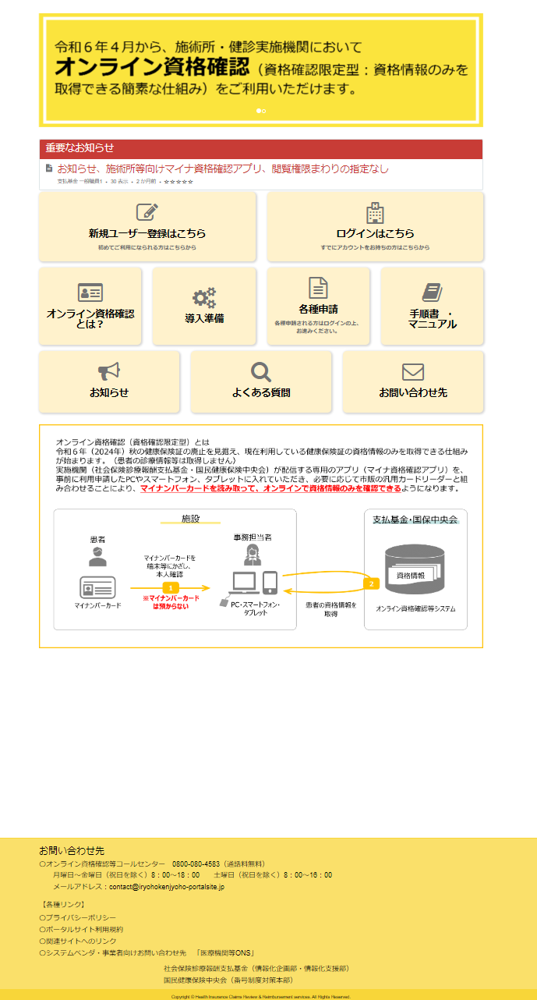 令和６年４月から、施術所・健診実施機関において
オンライン資格確認（資格確認限定型：資格情報のみを
取得できる簡素な仕組み）をご利用いただけます。
重要なお知らせ
お知らせ、施術所等向けマイナ資格確認アプリ、閲覧権限まわりの指定なし
支払基金 一般職員1 • 30 表示 • 2 か月前 • ☆☆☆☆☆
新規ユーザー登録はこちら
初めてご利用になられる方はこちらから
ログインはこちら
すでにアカウントをお持ちの方はこちらから
オンライン資格確認
とは？
導入準備
各種申請
各種申請される方はログインの上、
お進みください。
手順書　・
マニュアル
お知らせ
よくある質問
お問い合わせ先
オンライン資格確認（資格確認限定型）とは
令和６年（2024年）秋の健康保険証の廃止を見据え、現在利用している健康保険証の資格情報のみを取得できる仕組み
が始まります。（患者の診療情報等は取得しません）
実施機関（社会保険診療報酬支払基金・国民健康保険中央会）が配信する専用のアプリ（マイナ資格確認アプリ）を、
事前に利用申請したPCやスマートフォン、タブレットに入れていただき、必要に応じて市販の汎用カードリーダーと組
み合わせることにより、マイナンバーカードを読み取って、オンラインで資格情報のみを確認できるようになります。
施設
患者
マイナンバーカード
マイナンバーカードを
端末等にかざし、
本人確認
1
※マイナンバーカード
は預からない
事務担当者
PC・スマートフォン・
タブレット
患者の資格情報を
取得
2
支払基金・国保中央会
資格情報
オンライン資格確認等システム
お問い合わせ先
○オンライン資格確認等コールセンター　0800-080-4583（通話料無料）
月曜日～金曜日（祝日を除く）8：00～18：00　　土曜日（祝日を除く）8：00～16：00
メールアドレス：contact@iryohokenjyoho-portalsite.jp
【各種リンク】
○プライバシーポリシー
○ポータルサイト利用規約
○関連サイトへのリンク
○システムベンダ・事業者向けお問い合わせ先　「医療機関等ONS」
社会保険診療報酬支払基金（情報化企画部・情報化支援部）
国民健康保険中央会（番号制度対策本部）
Copyright © Health Insurance Claims Review & Reimbursement services. All Rights Reserved.